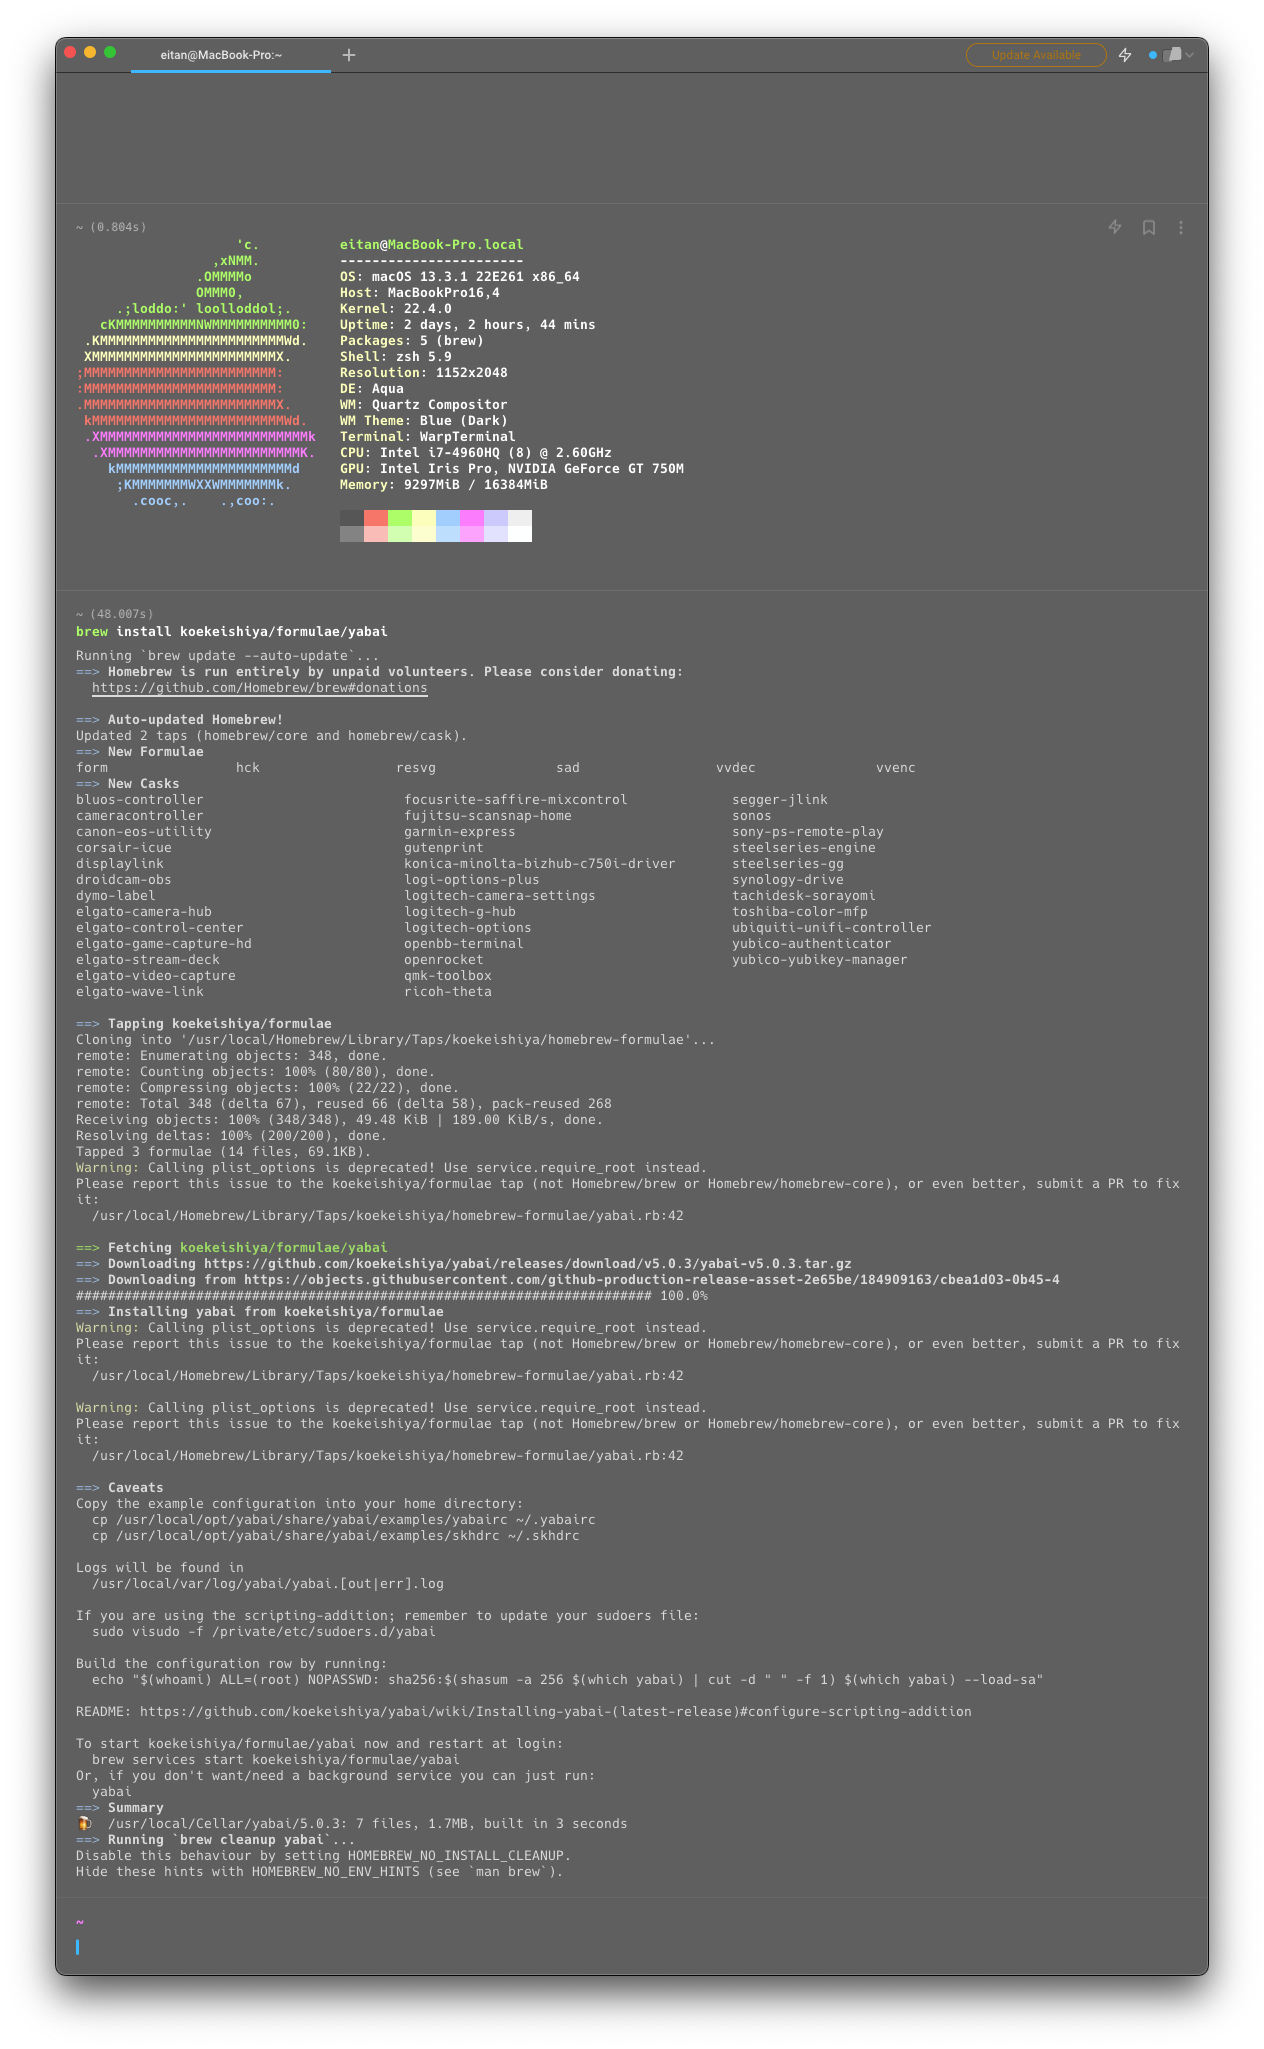 eitan@MacBook-Pro:~
Update Available
~ (0.804s)
                    'c.          eitan@MacBook-Pro.local
                 ,xNMM.          -----------------------
               .OMMMMo           OS: macOS 13.3.1 22E261 x86_64
               OMMM0,            Host: MacBookPro16,4
     .;loddo:' loolloddol;.      Kernel: 22.4.0
   cKMMMMMMMMMMNWMMMMMMMMMM0:    Uptime: 2 days, 2 hours, 44 mins
 .KMMMMMMMMMMMMMMMMMMMMMMMWd.    Packages: 5 (brew)
 XMMMMMMMMMMMMMMMMMMMMMMMX.      Shell: zsh 5.9
;MMMMMMMMMMMMMMMMMMMMMMMM:       Resolution: 1152x2048
:MMMMMMMMMMMMMMMMMMMMMMMM:       DE: Aqua
.MMMMMMMMMMMMMMMMMMMMMMMMX.      WM: Quartz Compositor
 kMMMMMMMMMMMMMMMMMMMMMMMMWd.    WM Theme: Blue (Dark)
 .XMMMMMMMMMMMMMMMMMMMMMMMMMMk   Terminal: WarpTerminal
  .XMMMMMMMMMMMMMMMMMMMMMMMMK.   CPU: Intel i7-4960HQ (8) @ 2.60GHz
    kMMMMMMMMMMMMMMMMMMMMMMd     GPU: Intel Iris Pro, NVIDIA GeForce GT 750M
     ;KMMMMMMMWXXWMMMMMMMk.      Memory: 9297MiB / 16384MiB
       .cooc,.    .,coo:.
~ (48.007s)
brew install koekeishiya/formulae/yabai
Running `brew update --auto-update`...
==> Homebrew is run entirely by unpaid volunteers. Please consider donating:
  https://github.com/Homebrew/brew#donations
==> Auto-updated Homebrew!
Updated 2 taps (homebrew/core and homebrew/cask).
==> New Formulae
form                hck                 resvg               sad                 vvdec               vvenc
==> New Casks
bluos-controller                         focusrite-saffire-mixcontrol             segger-jlink
cameracontroller                         fujitsu-scansnap-home                    sonos
canon-eos-utility                        garmin-express                           sony-ps-remote-play
corsair-icue                             gutenprint                               steelseries-engine
displaylink                              konica-minolta-bizhub-c750i-driver       steelseries-gg
droidcam-obs                             logi-options-plus                        synology-drive
dymo-label                               logitech-camera-settings                 tachidesk-sorayomi
elgato-camera-hub                        logitech-g-hub                           toshiba-color-mfp
elgato-control-center                    logitech-options                         ubiquiti-unifi-controller
elgato-game-capture-hd                   openbb-terminal                          yubico-authenticator
elgato-stream-deck                       openrocket                               yubico-yubikey-manager
elgato-video-capture                     qmk-toolbox
elgato-wave-link                         ricoh-theta
==> Tapping koekeishiya/formulae
Cloning into '/usr/local/Homebrew/Library/Taps/koekeishiya/homebrew-formulae'...
remote: Enumerating objects: 348, done.
remote: Counting objects: 100% (80/80), done.
remote: Compressing objects: 100% (22/22), done.
remote: Total 348 (delta 67), reused 66 (delta 58), pack-reused 268
Receiving objects: 100% (348/348), 49.48 KiB | 189.00 KiB/s, done.
Resolving deltas: 100% (200/200), done.
Tapped 3 formulae (14 files, 69.1KB).
Warning: Calling plist_options is deprecated! Use service.require_root instead.
Please report this issue to the koekeishiya/formulae tap (not Homebrew/brew or Homebrew/homebrew-core), or even better, submit a PR to fix
it:
  /usr/local/Homebrew/Library/Taps/koekeishiya/homebrew-formulae/yabai.rb:42
==> Fetching koekeishiya/formulae/yabai
==> Downloading https://github.com/koekeishiya/yabai/releases/download/v5.0.3/yabai-v5.0.3.tar.gz
==> Downloading from https://objects.githubusercontent.com/github-production-release-asset-2e65be/184909163/cbea1d03-0b45-4
######################################################################## 100.0%
==> Installing yabai from koekeishiya/formulae
Warning: Calling plist_options is deprecated! Use service.require_root instead.
Please report this issue to the koekeishiya/formulae tap (not Homebrew/brew or Homebrew/homebrew-core), or even better, submit a PR to fix
it:
  /usr/local/Homebrew/Library/Taps/koekeishiya/homebrew-formulae/yabai.rb:42
Warning: Calling plist_options is deprecated! Use service.require_root instead.
Please report this issue to the koekeishiya/formulae tap (not Homebrew/brew or Homebrew/homebrew-core), or even better, submit a PR to fix
it:
  /usr/local/Homebrew/Library/Taps/koekeishiya/homebrew-formulae/yabai.rb:42
==> Caveats
Copy the example configuration into your home directory:
  cp /usr/local/opt/yabai/share/yabai/examples/yabairc ~/.yabairc
  cp /usr/local/opt/yabai/share/yabai/examples/skhdrc ~/.skhdrc
Logs will be found in
  /usr/local/var/log/yabai/yabai.[out|err].log
If you are using the scripting-addition; remember to update your sudoers file:
  sudo visudo -f /private/etc/sudoers.d/yabai
Build the configuration row by running:
  echo "$(whoami) ALL=(root) NOPASSWD: sha256:$(shasum -a 256 $(which yabai) | cut -d " " -f 1) $(which yabai) --load-sa"
README: https://github.com/koekeishiya/yabai/wiki/Installing-yabai-(latest-release)#configure-scripting-addition
To start koekeishiya/formulae/yabai now and restart at login:
  brew services start koekeishiya/formulae/yabai
Or, if you don't want/need a background service you can just run:
  yabai
==> Summary
🍺  /usr/local/Cellar/yabai/5.0.3: 7 files, 1.7MB, built in 3 seconds
==> Running `brew cleanup yabai`...
Disable this behaviour by setting HOMEBREW_NO_INSTALL_CLEANUP.
Hide these hints with HOMEBREW_NO_ENV_HINTS (see `man brew`).
~